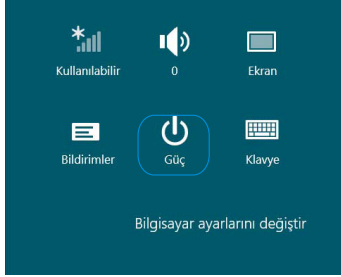 Kullanılabilir 0 Ekran
Bildirimler Güç Klavye
Bilgisayar ayarlarını değiştir